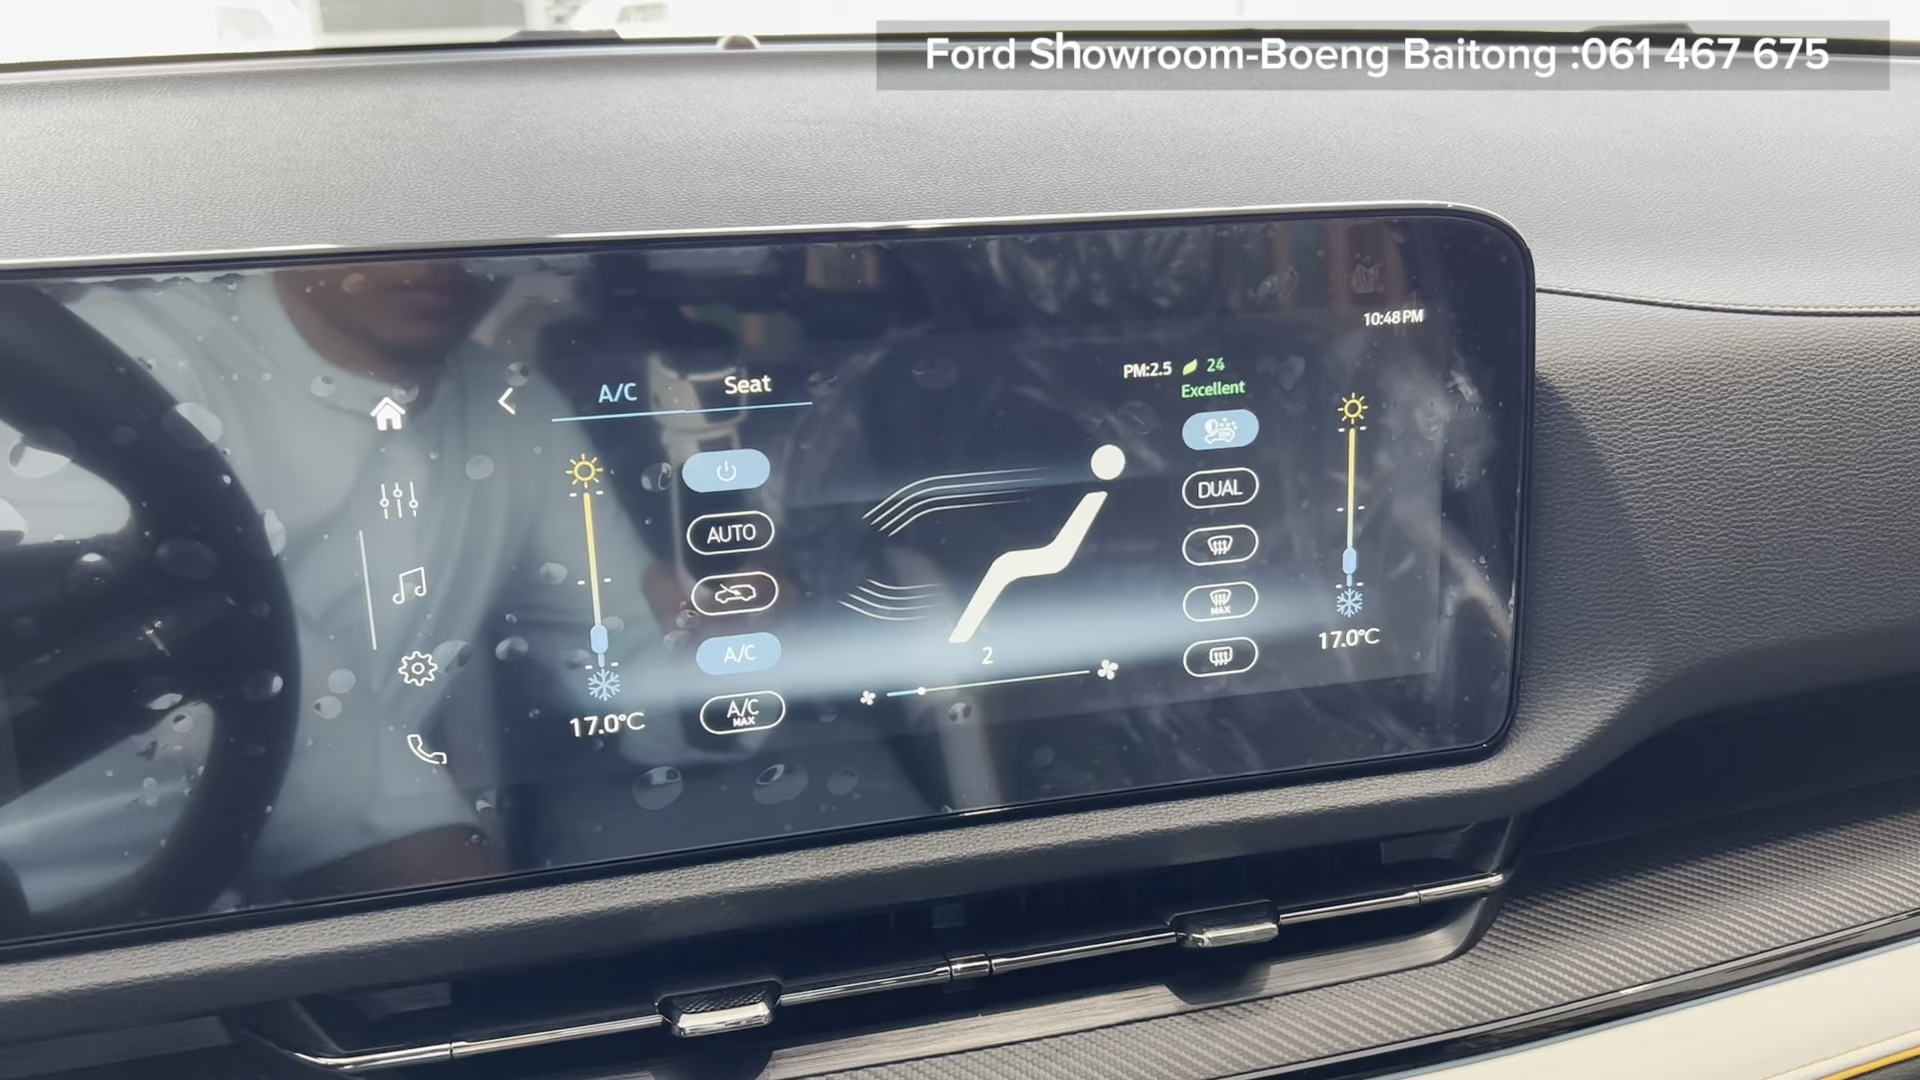 Ford Showroom-Boeng Baitong :061 467 675
10:48 PM
A/C
Seat
PM:2.5
24
Excellent
AUTO
DUAL
A/C
A/C
MAX
MAX
2
17.0°C
17.0°C